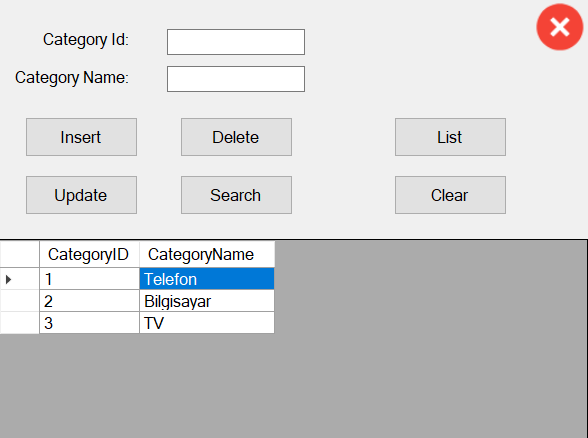 Category Id:
Category Name:
Insert Delete List
Update Search Clear
CategoryID CategoryName
1 Telefon
2 Bilgisayar
3 TV